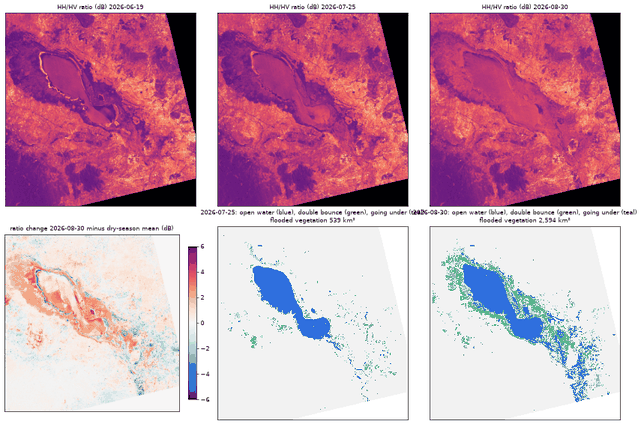 HH/HV ratio (dB) 2026-06-19
HH/HV ratio (dB) 2026-07-25
HH/HV ratio (dB) 2026-08-30
ratio change 2026-08-30 minus dry-season mean (dB)
6
4
2
0
−2
−4
−6
2026-07-25: open water (blue), double bounce (green), going under
flooded vegetation 539 km²
2026-08-30: open water (blue), double bounce (green), going under (teal)
flooded vegetation 2,594 km²